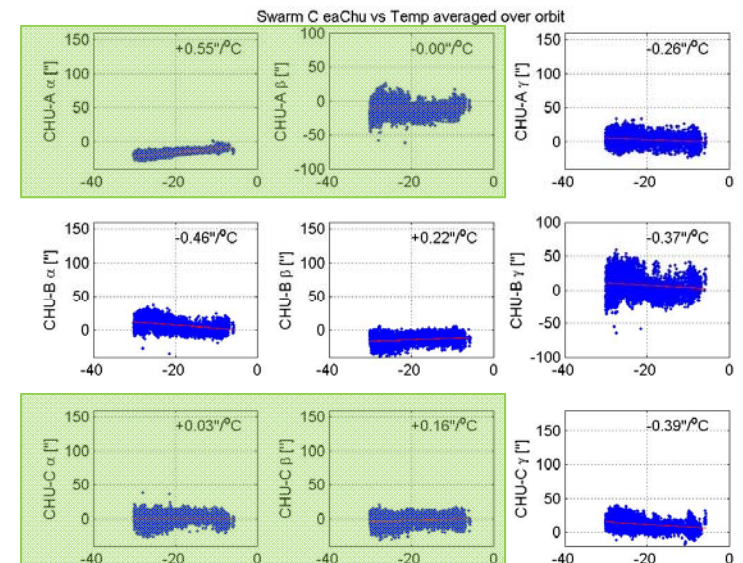 Swarm C eaChu vs Temp averaged over orbit
150
100
50
0
CHU-A α ["]
+0.55"/°C
-40 -20 0
100
50
0
-50
-100
CHU-A β ["]
-0.00"/°C
-40 -20 0
150
100
50
0
CHU-A γ ["]
-0.26"/°C
-40 -20 0
150
100
50
0
CHU-B α ["]
-0.46"/°C
-40 -20 0
150
100
50
0
CHU-B β ["]
+0.22"/°C
-40 -20 0
100
50
0
-50
-100
CHU-B γ ["]
-0.37"/°C
-40 -20 0
150
100
50
0
CHU-C α ["]
+0.03"/°C
-40 -20 0
150
100
50
0
CHU-C β ["]
+0.16"/°C
-40 -20 0
150
100
50
0
CHU-C γ ["]
-0.39"/°C
-40 -20 0